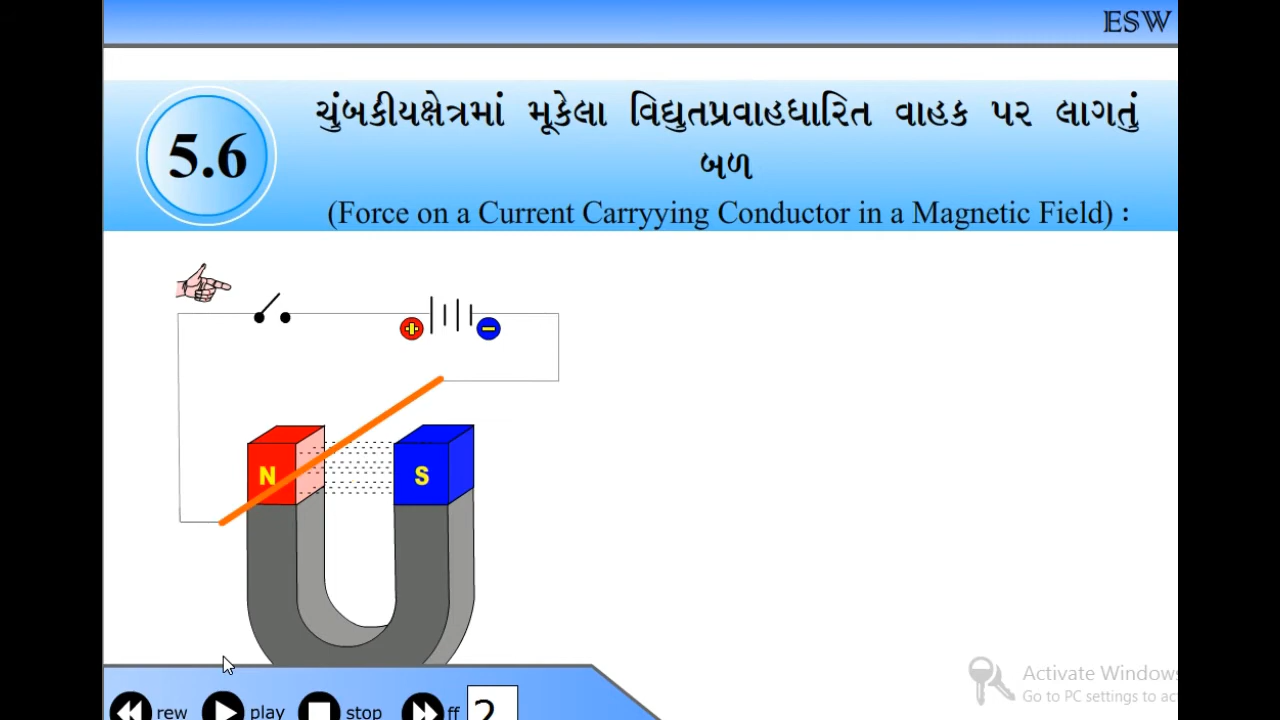 ESW
5.6
ચુંબકીયક્ષેત્રમાં મૂકેલા વિદ્યુતપ્રવાહધારિત વાહક પર લાગતું
બળ
(Force on a Current Carryying Conductor in a Magnetic Field) :
N
S
Activate Windows
Go to PC settings to ac
rew play stop ff 2